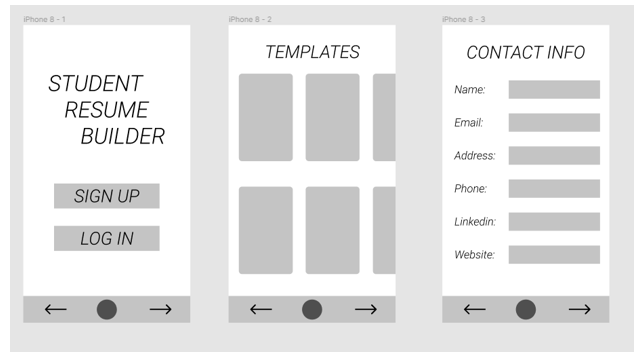 iPhone 8 - 1
STUDENT
RESUME
BUILDER
SIGN UP
LOG IN
iPhone 8 - 2
TEMPLATES
iPhone 8 - 3
CONTACT INFO
Name:
Email:
Address:
Phone:
Linkedin:
Website: